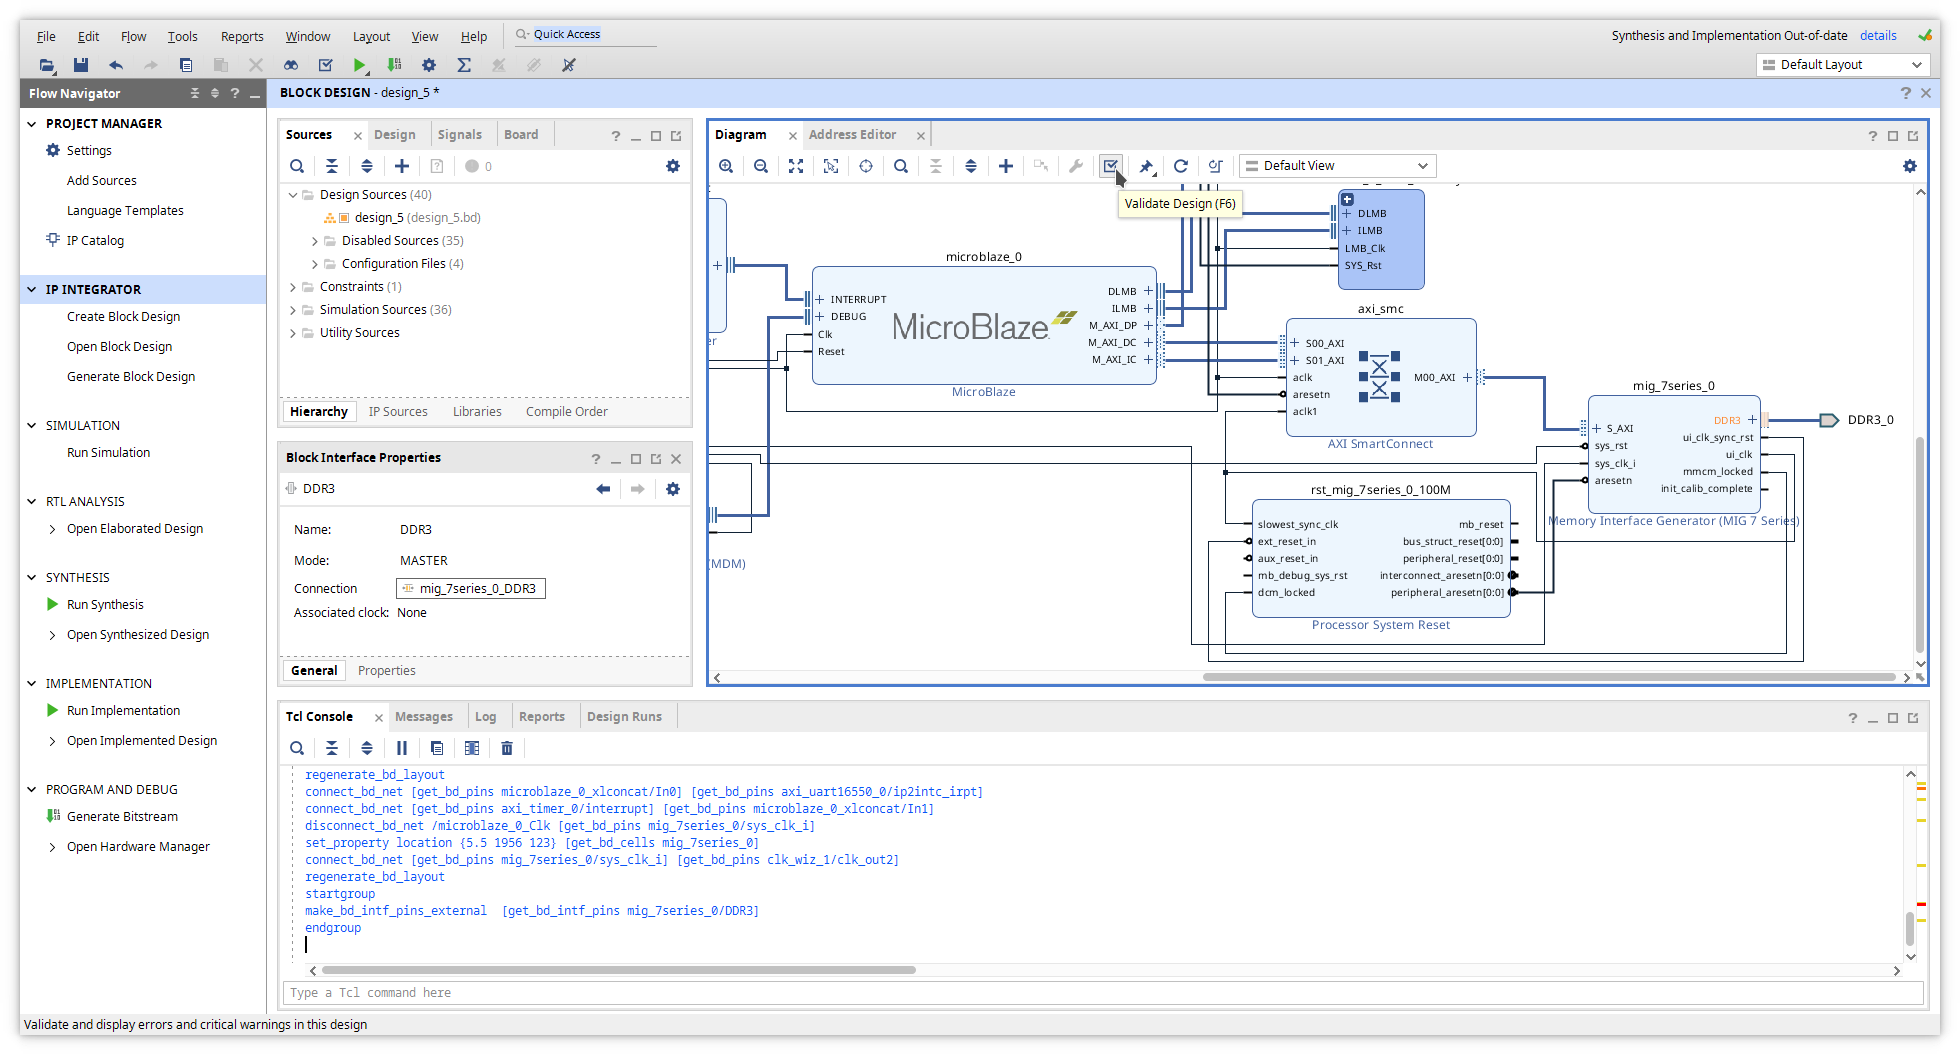 File Edit Flow Tools Reports Window Layout View Help Quick Access Synthesis and Implementation Out-of-date details
Default Layout
Flow Navigator ?
PROJECT MANAGER
Settings
Add Sources
Language Templates
IP Catalog
IP INTEGRATOR
Create Block Design
Open Block Design
Generate Block Design
SIMULATION
Run Simulation
RTL ANALYSIS
Open Elaborated Design
SYNTHESIS
Run Synthesis
Open Synthesized Design
IMPLEMENTATION
Run Implementation
Open Implemented Design
PROGRAM AND DEBUG
Generate Bitstream
Open Hardware Manager
BLOCK DESIGN - design_5 * ?
Sources Design Signals Board ?
0
Design Sources (40)
design_5 (design_5.bd)
Disabled Sources (35)
Configuration Files (4)
Constraints (1)
Simulation Sources (36)
Utility Sources
Hierarchy IP Sources Libraries Compile Order
Block Interface Properties ?
DDR3
Name: DDR3
Mode: MASTER
Connection mig_7series_0_DDR3
Associated clock: None
General Properties
Diagram Address Editor ?
Default View
Validate Design (F6)
DLMB
ILMB
LMB_Clk
SYS_Rst
er
(MDM)
microblaze_0
INTERRUPT
DEBUG
Clk
Reset
MicroBlaze
DLMB
ILMB
M_AXI_DP
M_AXI_DC
M_AXI_IC
MicroBlaze
axi_smc
S00_AXI
S01_AXI
aclk
aresetn
aclk1
M00_AXI
AXI SmartConnect
mig_7series_0
S_AXI
sys_rst
sys_clk_i
aresetn
DDR3
ui_clk_sync_rst
ui_clk
mmcm_locked
init_calib_complete
Memory Interface Generator (MIG 7 Series)
DDR3_0
rst_mig_7series_0_100M
slowest_sync_clk
ext_reset_in
aux_reset_in
mb_debug_sys_rst
dcm_locked
mb_reset
bus_struct_reset[0:0]
peripheral_reset[0:0]
interconnect_aresetn[0:0]
peripheral_aresetn[0:0]
Processor System Reset
Tcl Console Messages Log Reports Design Runs ?
regenerate_bd_layout
connect_bd_net [get_bd_pins microblaze_0_xlconcat/In0] [get_bd_pins axi_uart16550_0/ip2intc_irpt]
connect_bd_net [get_bd_pins axi_timer_0/interrupt] [get_bd_pins microblaze_0_xlconcat/In1]
disconnect_bd_net /microblaze_0_Clk [get_bd_pins mig_7series_0/sys_clk_i]
set_property location {5.5 1956 123} [get_bd_cells mig_7series_0]
connect_bd_net [get_bd_pins mig_7series_0/sys_clk_i] [get_bd_pins clk_wiz_1/clk_out2]
regenerate_bd_layout
startgroup
make_bd_intf_pins_external  [get_bd_intf_pins mig_7series_0/DDR3]
endgroup
Type a Tcl command here
Validate and display errors and critical warnings in this design